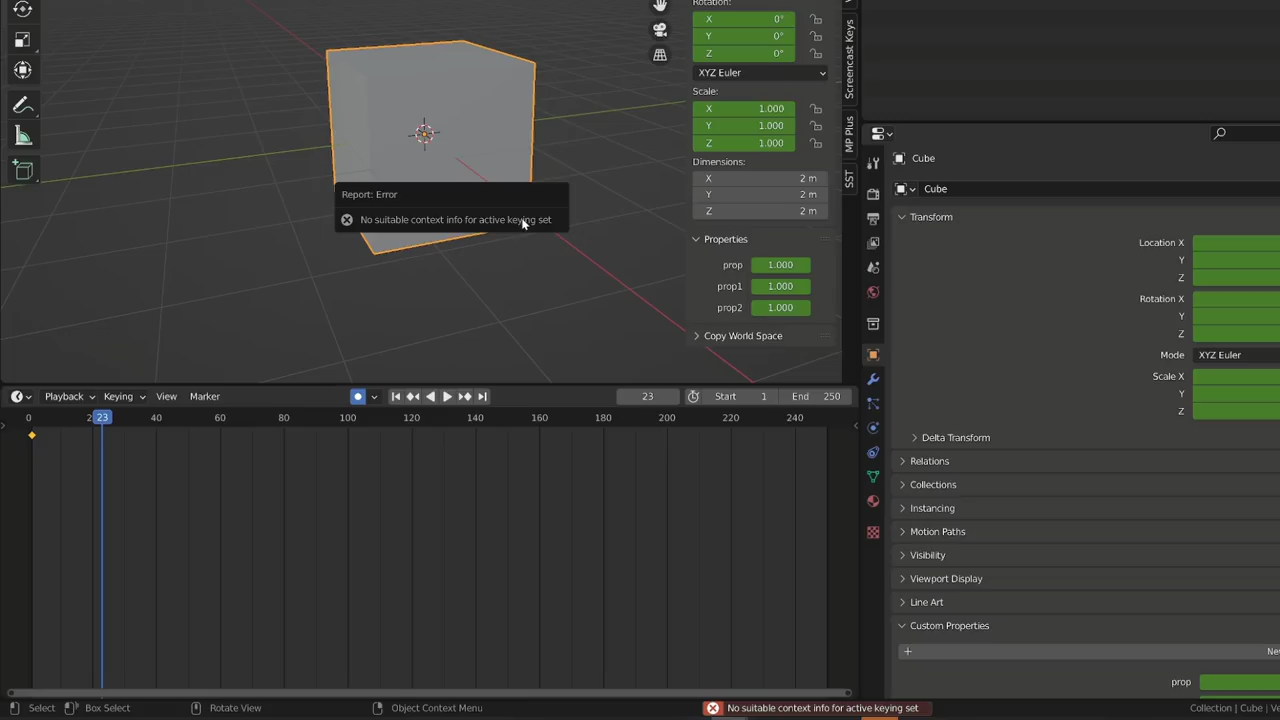 Rotation:
X 0°
Y 0°
Z 0°
XYZ Euler
Scale:
X 1.000
Y 1.000
Z 1.000
Dimensions:
X 2 m
Y 2 m
Z 2 m
Properties
prop 1.000
prop1 1.000
prop2 1.000
Copy World Space
Screencast Keys
MP Plus
SST
Report: Error
No suitable context info for active keying set
Cube
Cube
Transform
Location X
Y
Z
Rotation X
Y
Z
Mode XYZ Euler
Scale X
Y
Z
Delta Transform
Relations
Collections
Instancing
Motion Paths
Visibility
Viewport Display
Line Art
Custom Properties
prop
Playback Keying View Marker 23 Start 1 End 250
0 23 40 60 80 100 120 140 160 180 200 220 240
Select Box Select Rotate View Object Context Menu No suitable context info for active keying set Collection | Cube |